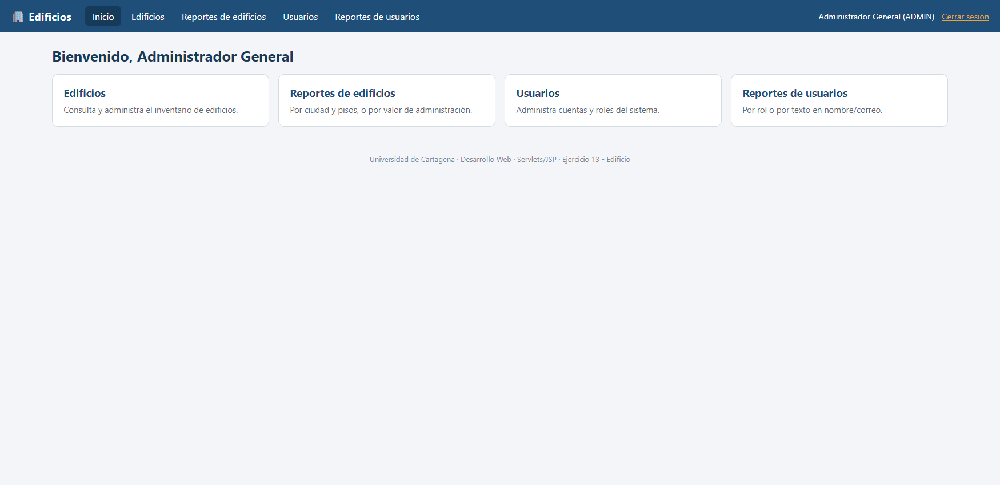 Edificios Inicio Edificios Reportes de edificios Usuarios Reportes de usuarios Administrador General (ADMIN) Cerrar sesión
Bienvenido, Administrador General
Edificios
Consulta y administra el inventario de edificios.
Reportes de edificios
Por ciudad y pisos, o por valor de administración.
Usuarios
Administra cuentas y roles del sistema.
Reportes de usuarios
Por rol o por texto en nombre/correo.
Universidad de Cartagena · Desarrollo Web · Servlets/JSP · Ejercicio 13 - Edificio